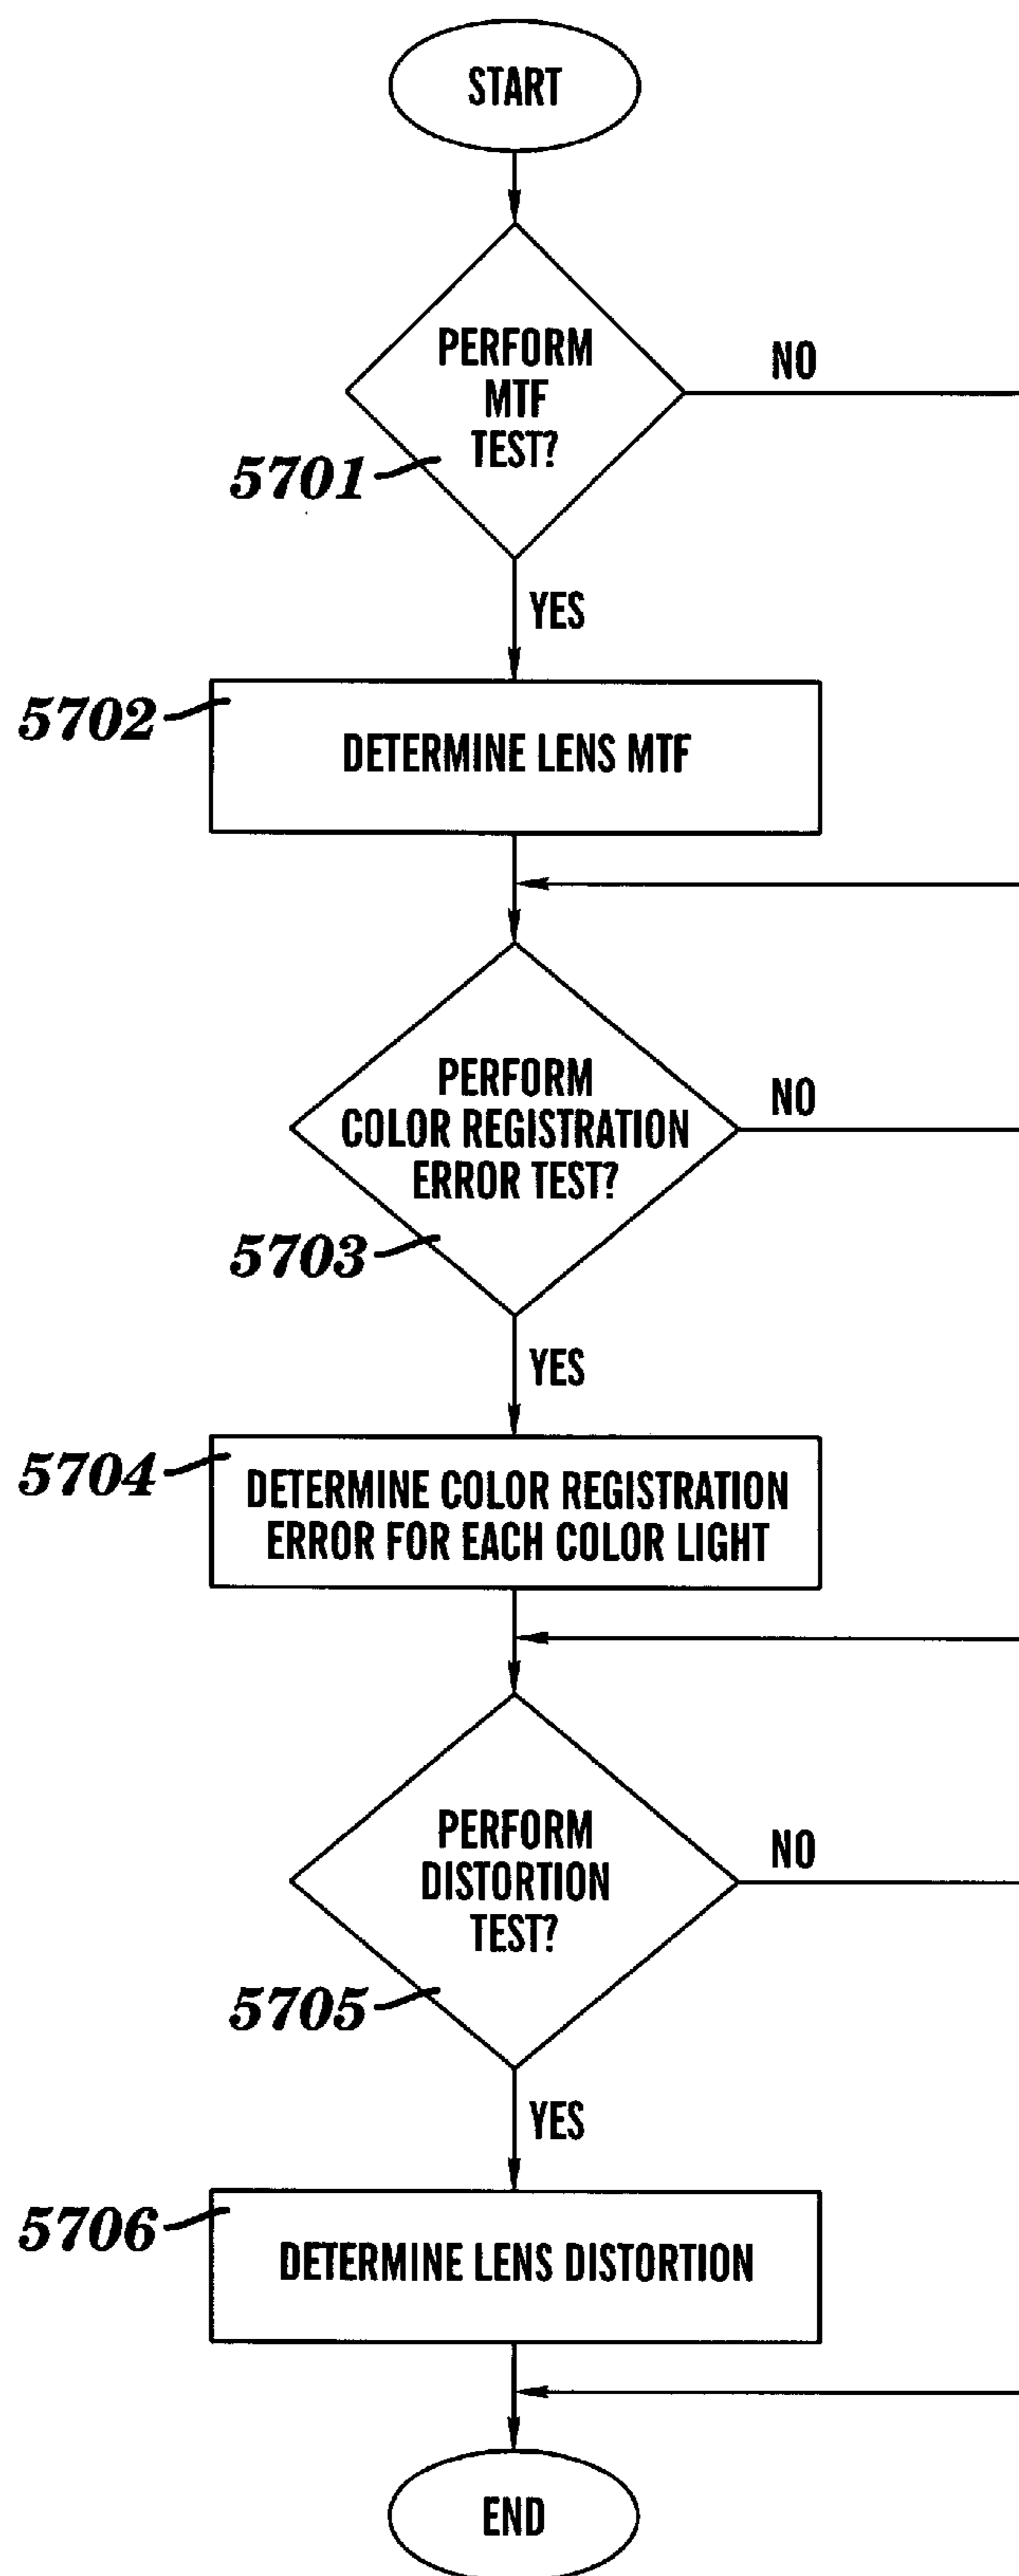 START
PERFORM
MTF
TEST?
NO
5701
YES
5702
DETERMINE LENS MTF
PERFORM
COLOR REGISTRATION
ERROR TEST?
NO
5703
YES
5704
DETERMINE COLOR REGISTRATION
ERROR FOR EACH COLOR LIGHT
PERFORM
DISTORTION
TEST?
NO
5705
YES
5706
DETERMINE LENS DISTORTION
END